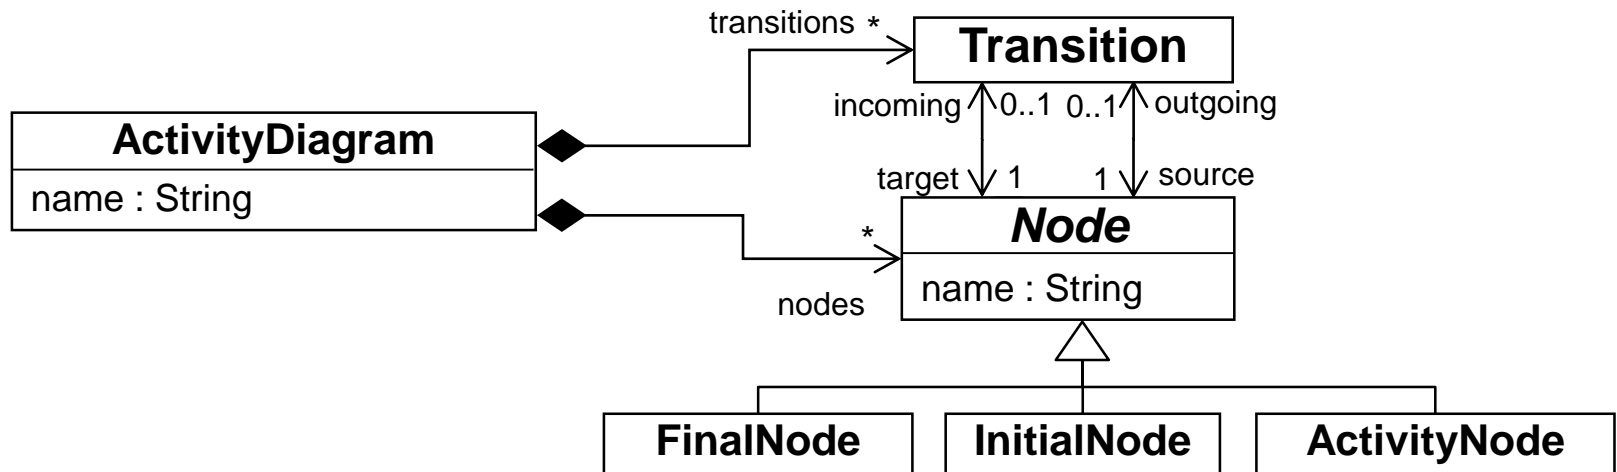 transitions *
Transition
incoming 0..1 0..1 outgoing
ActivityDiagram
name : String
target 1 1 source
* Node
name : String
nodes
FinalNode InitialNode ActivityNode